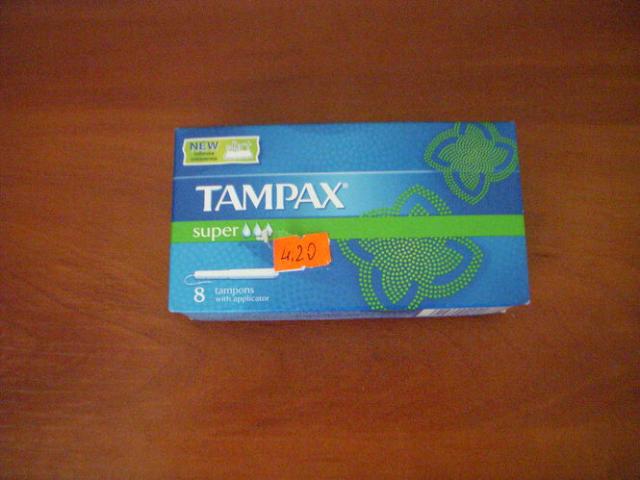 NEW
TAMPAX®
super
4.20
8 tampons
with applicator